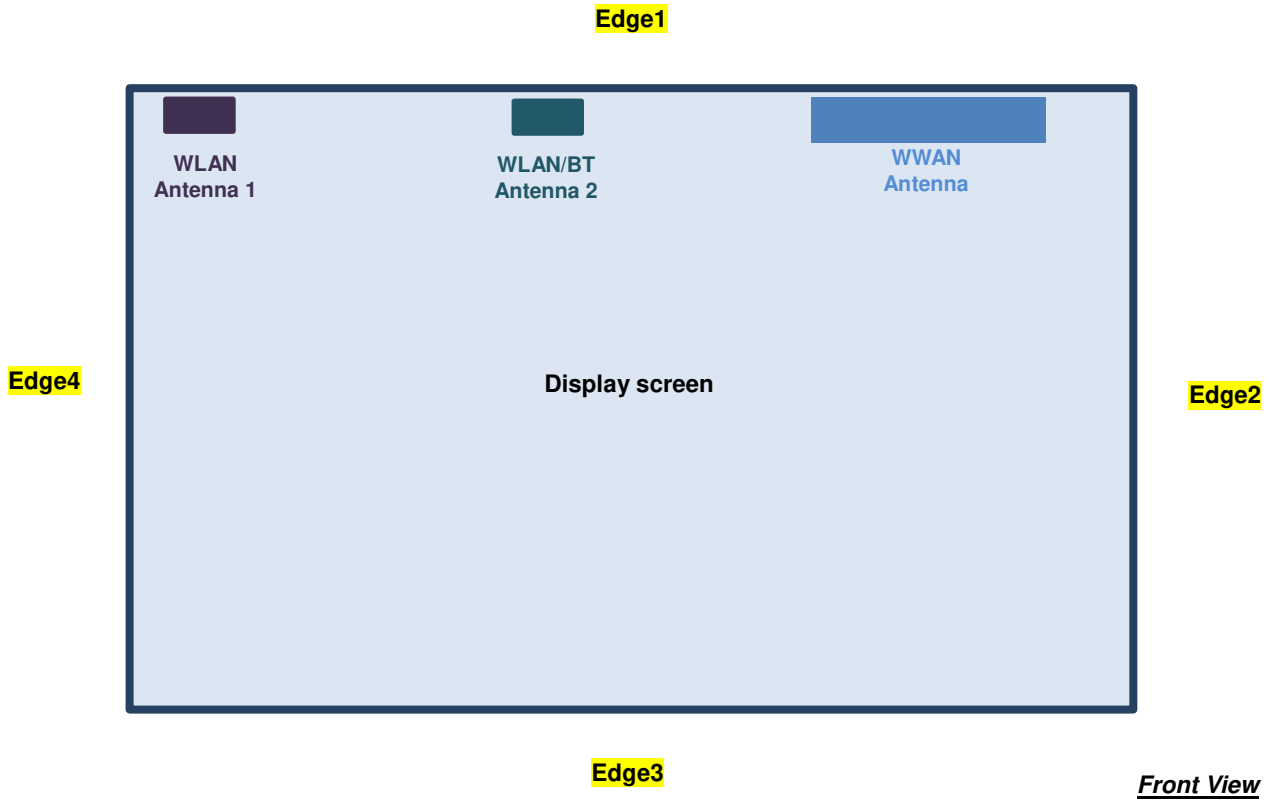 Edge1
WLAN
Antenna 1
WLAN/BT
Antenna 2
WWAN
Antenna
Edge4
Display screen
Edge2
Edge3
Front View